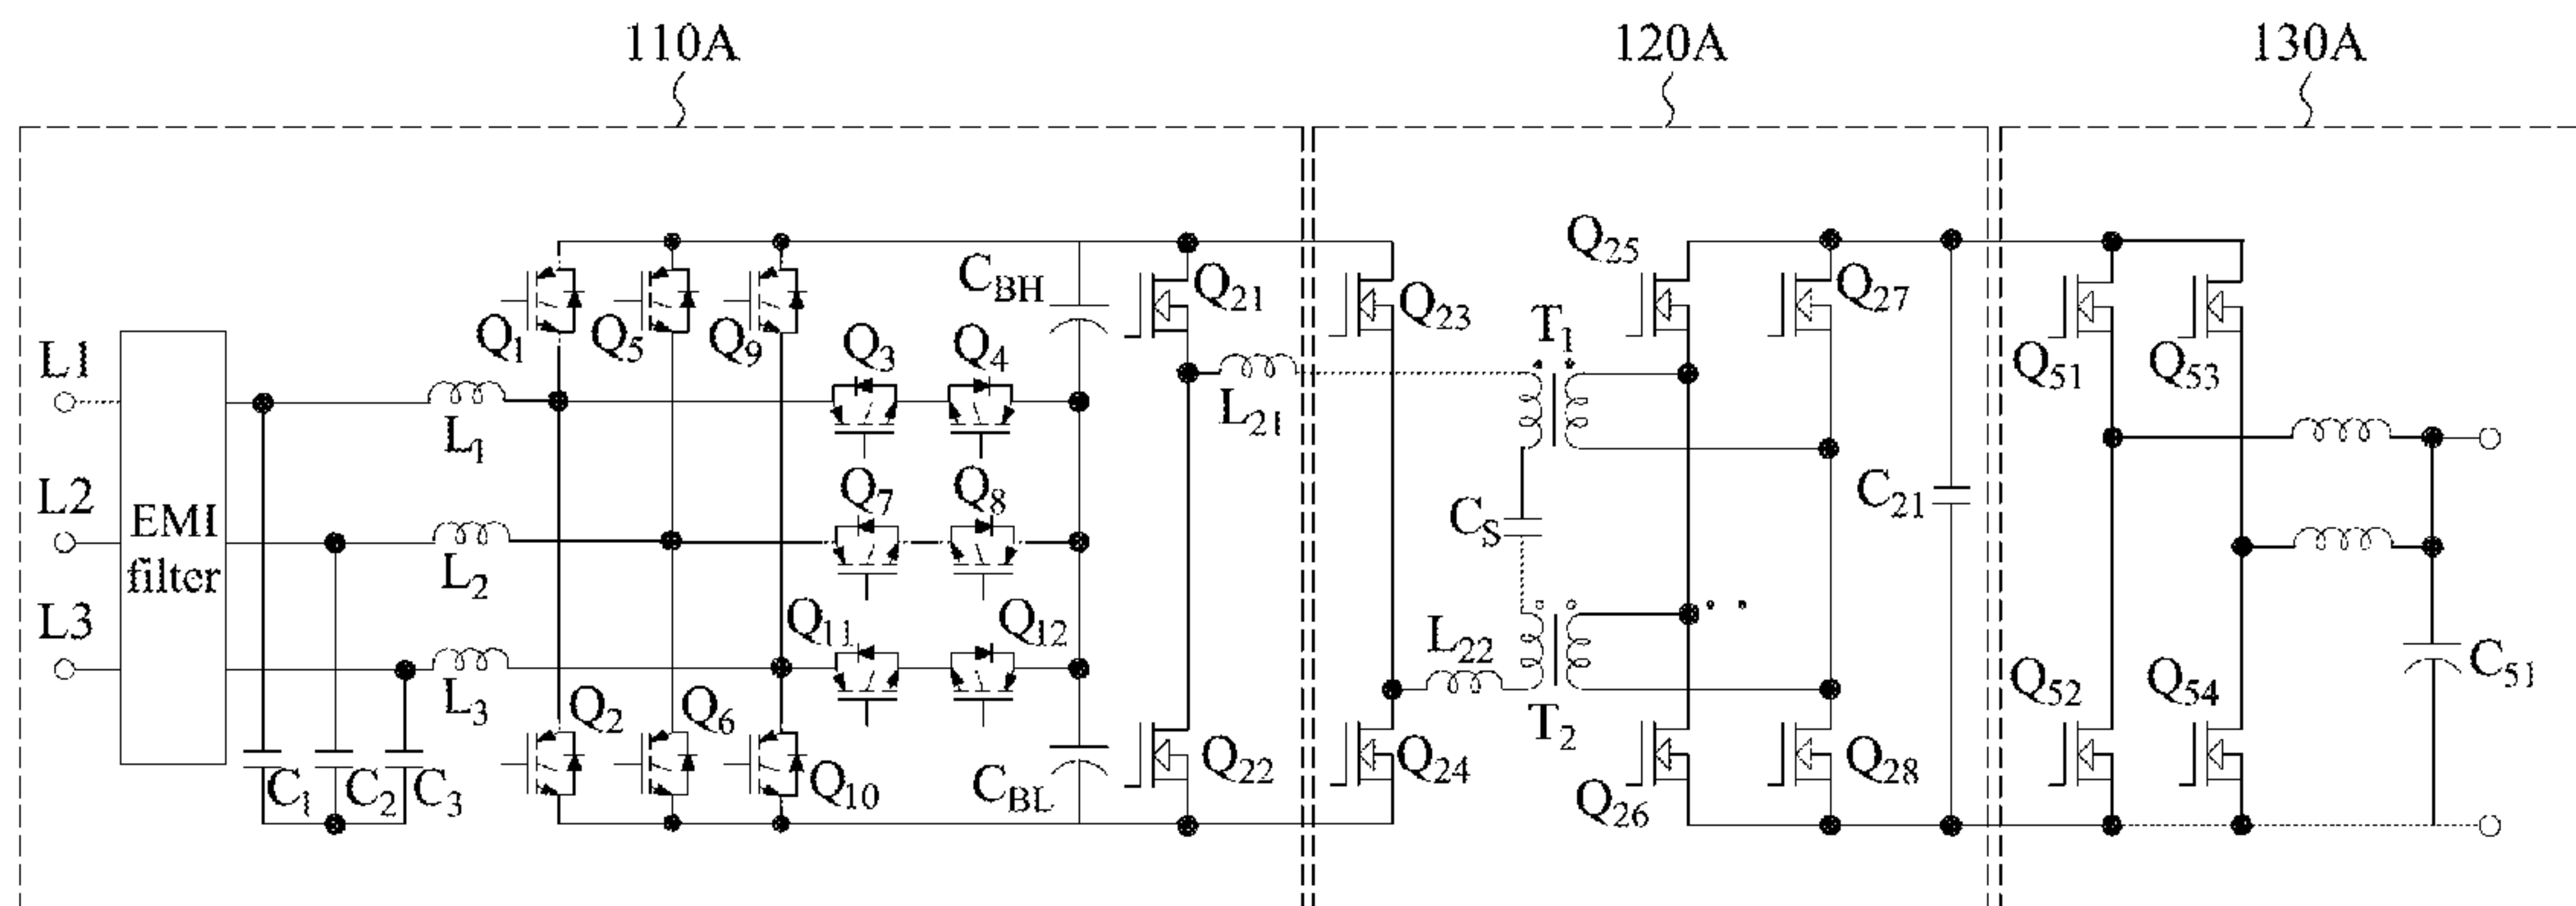 110A 120A 130A
Q25
CBH Q21 Q23 Q27
Q1 Q5 Q9 Q3 Q4 T1 Q51 Q53
L1 L1 L21
Q7 Q8 CS C21
L2 EMI
filter L2
Q11 Q12 L22
L3 L3 Q2 Q6 T2 Q52 Q54 C51
C1 C2 C3 Q10 CBL Q22 Q24 Q26 Q28